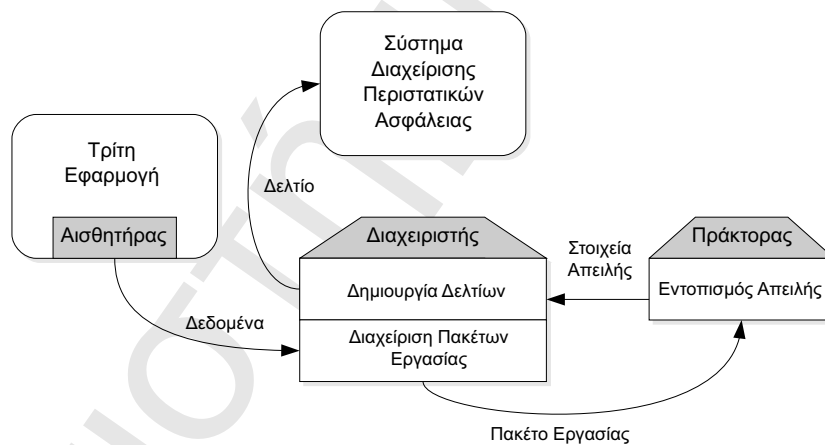 Σύστημα
Διαχείρισης
Περιστατικών
Ασφάλειας
Τρίτη
Εφαρμογή
Δελτίο
Αισθητήρας
Διαχειριστής
Στοιχεία
Απειλής
Πράκτορας
Δημιουργία Δελτίων
Εντοπισμός Απειλής
Δεδομένα
Διαχείριση Πακέτων
Εργασίας
Πακέτο Εργασίας